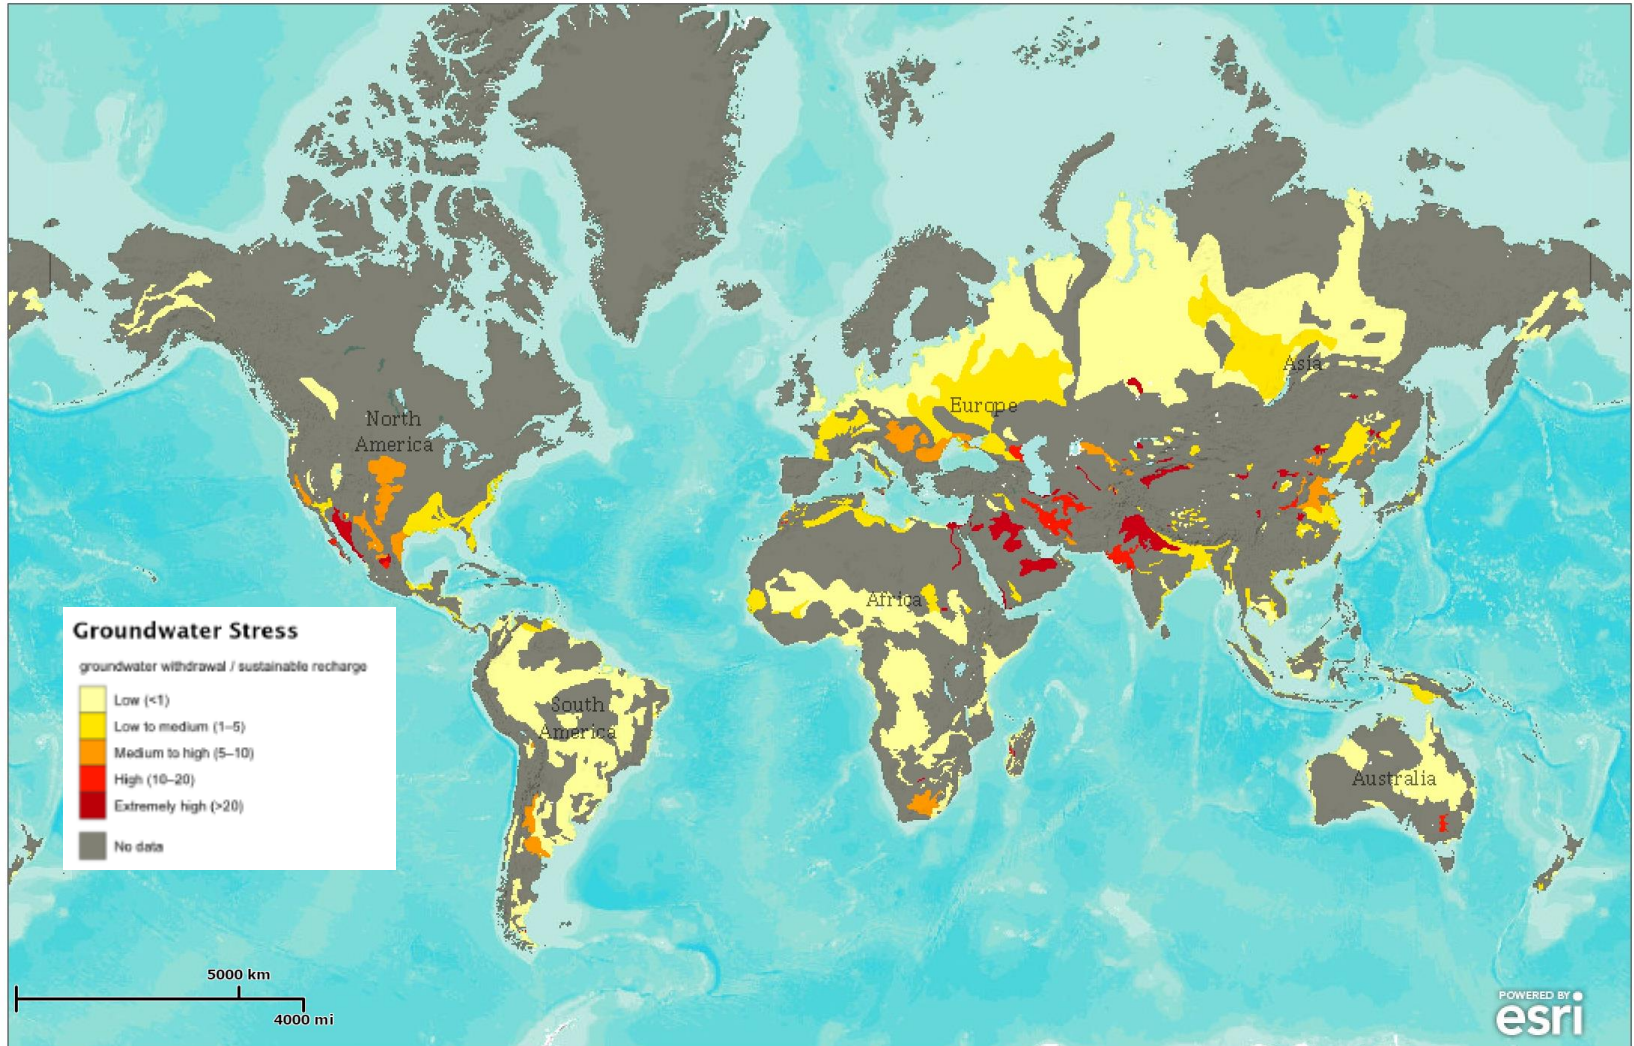 North
America
Europe
Asia
Africa
South
America
Australia
Groundwater Stress
groundwater withdrawal / sustainable recharge
Low (<1)
Low to medium (1–5)
Medium to high (5–10)
High (10–20)
Extremely high (>20)
No data
5000 km
4000 mi
POWERED BY
esri